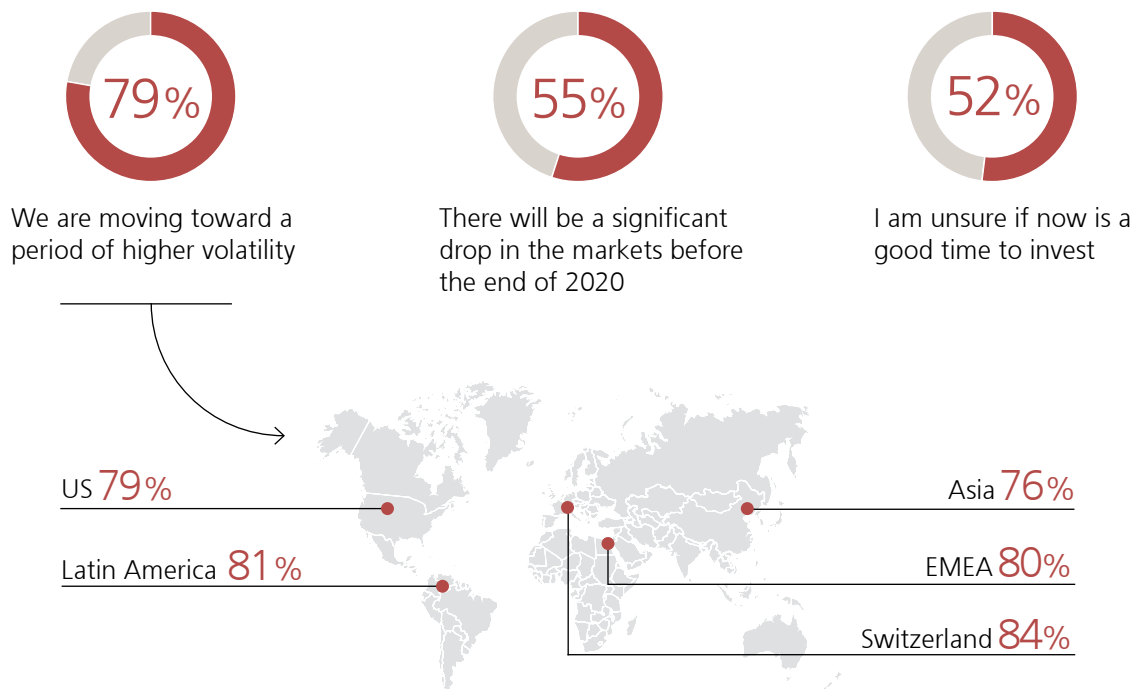 79%
We are moving toward a
period of higher volatility
55%
There will be a significant
drop in the markets before
the end of 2020
52%
I am unsure if now is a
good time to invest
US 79%
Latin America 81%
Asia 76%
EMEA 80%
Switzerland 84%